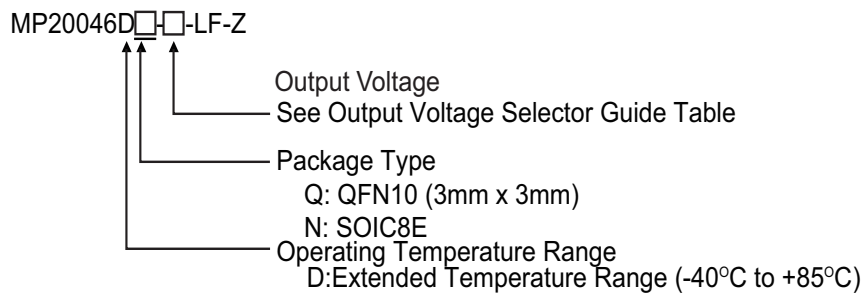 MP20046D□-□-LF-Z
Output Voltage
See Output Voltage Selector Guide Table
Package Type
Q: QFN10 (3mm x 3mm)
N: SOIC8E
Operating Temperature Range
D:Extended Temperature Range (-40°C to +85°C)